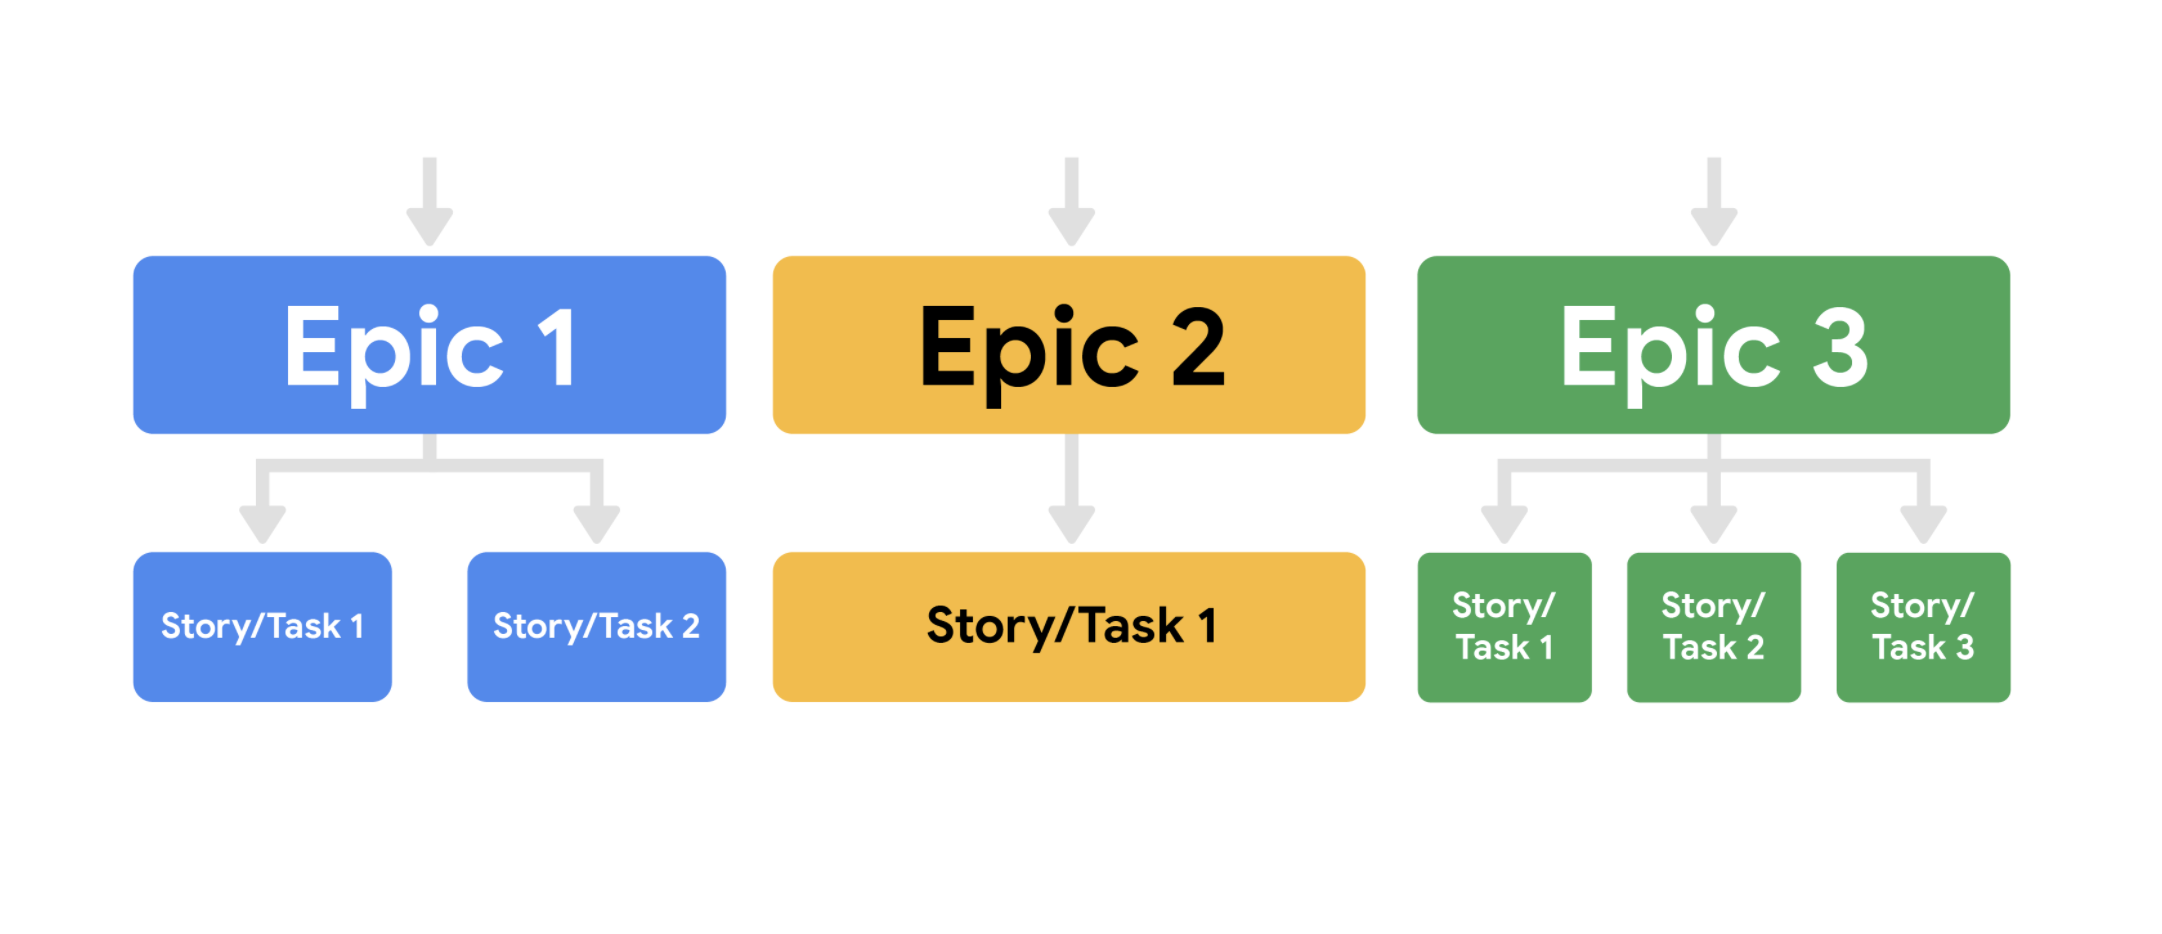 Epic 1
Epic 2
Epic 3
Story/Task 1
Story/Task 2
Story/Task 1
Story/
Task 1
Story/
Task 2
Story/
Task 3